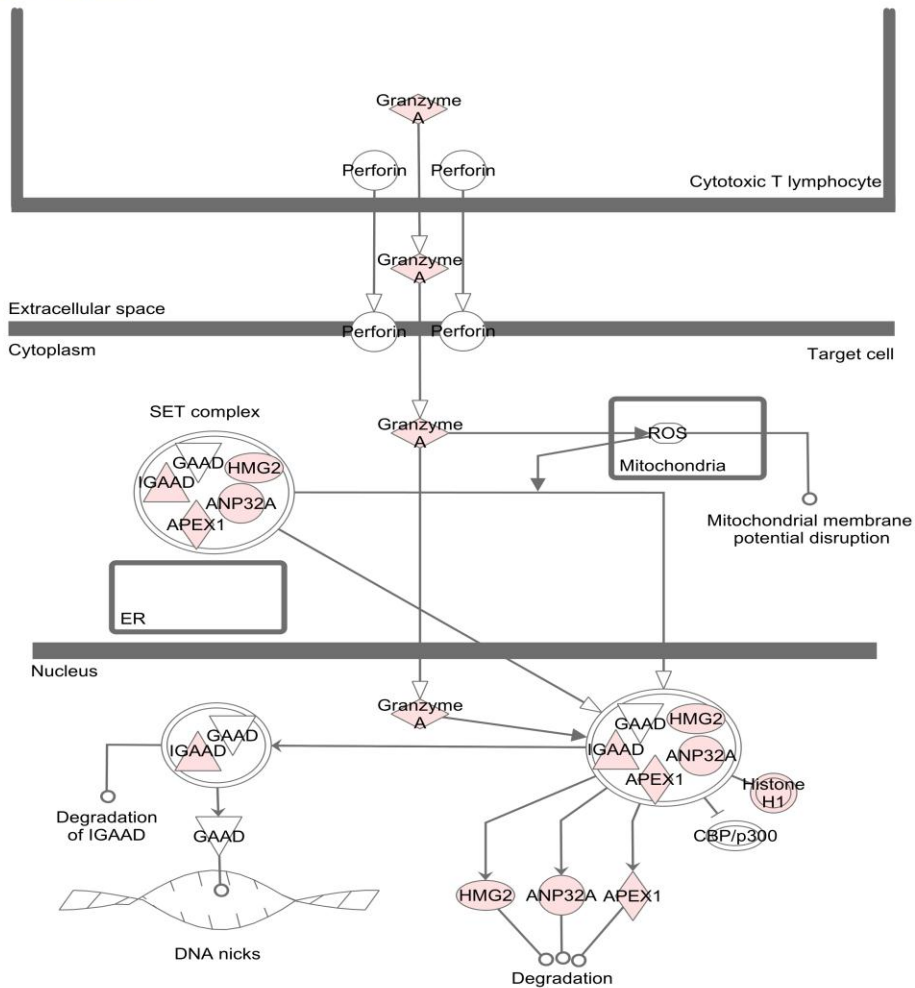 Granzyme
A
Perforin
Perforin
Cytotoxic T lymphocyte
Granzyme
A
Extracellular space
Perforin
Perforin
Cytoplasm
Target cell
SET complex
Granzyme
A
ROS
Mitochondria
GAAD
HMG2
IGAAD
ANP32A
APEX1
Mitochondrial membrane
potential disruption
ER
Nucleus
Granzyme
A
GAAD
HMG2
IGAAD
ANP32A
APEX1
GAAD
IGAAD
Histone
H1
Degradation
of IGAAD
GAAD
CBP/p300
HMG2
ANP32A
APEX1
DNA nicks
Degradation